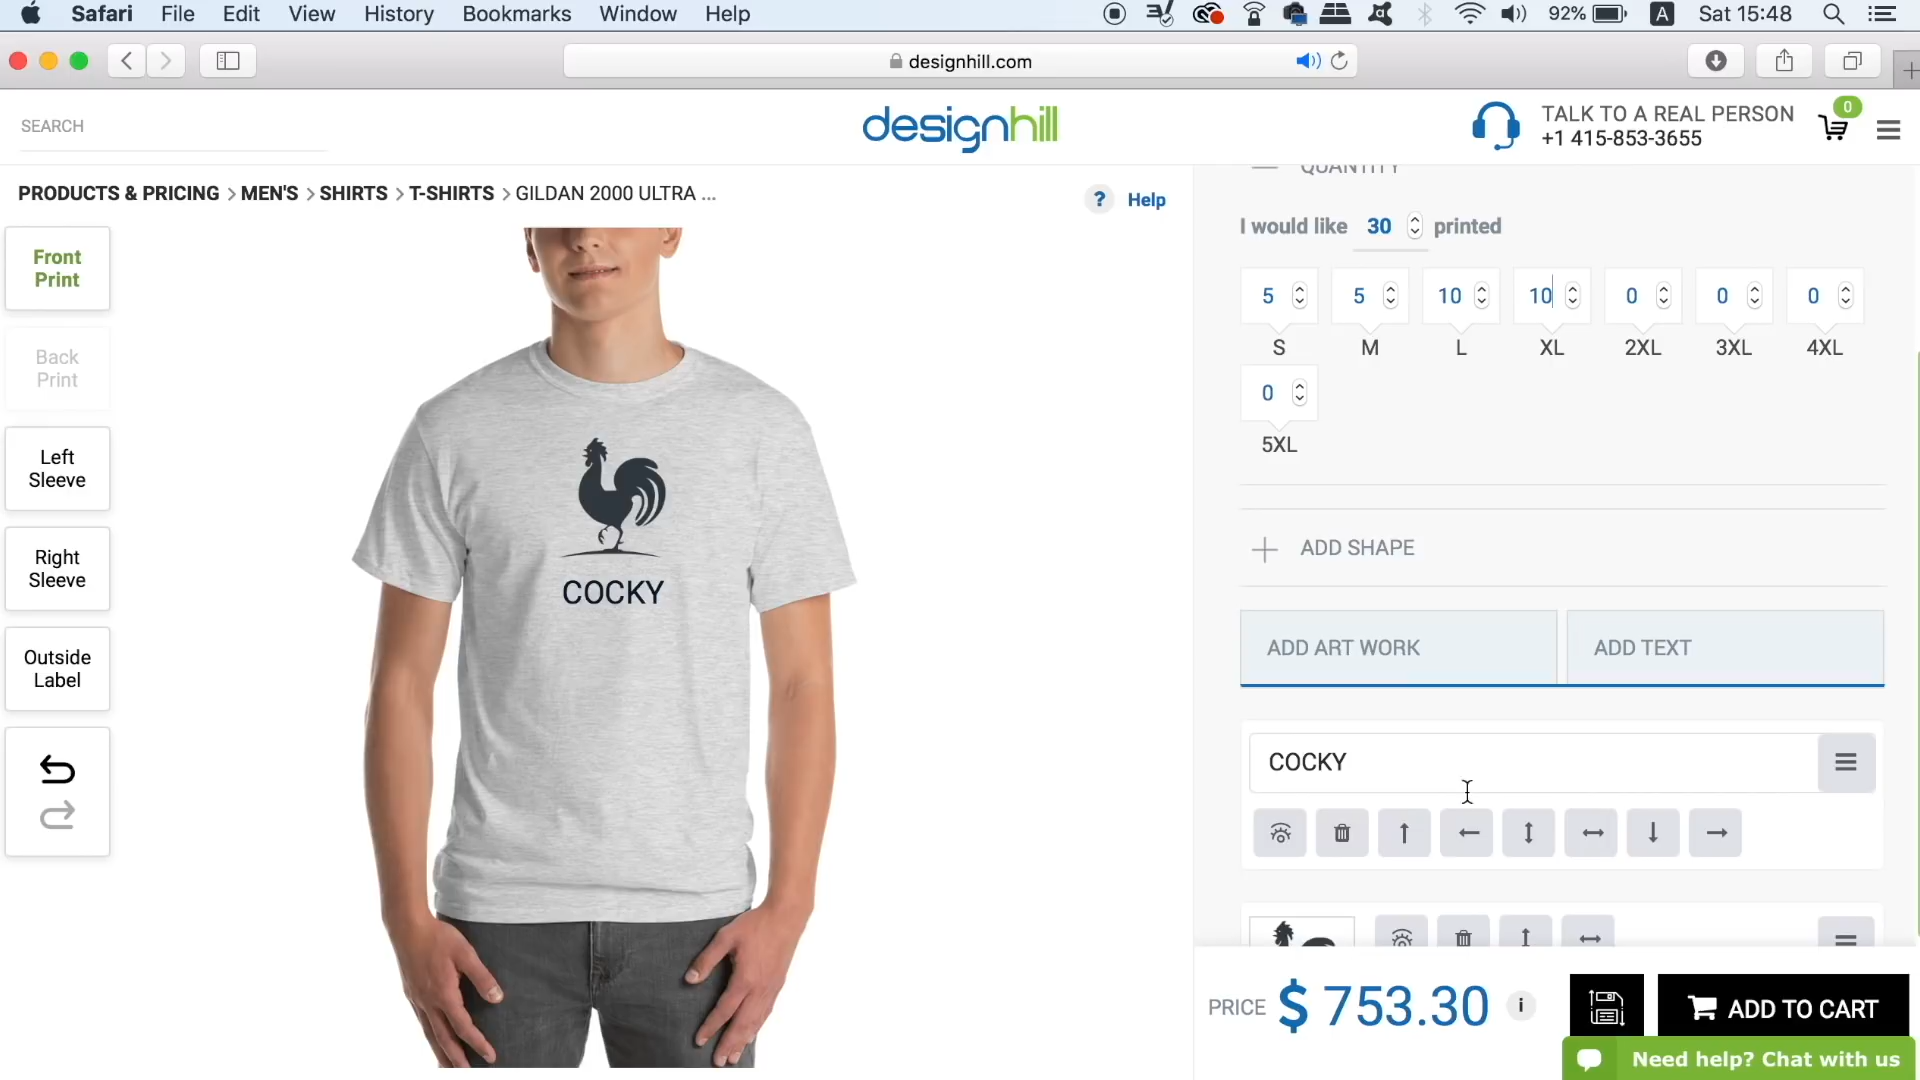 Safari File Edit View History Bookmarks Window Help 92% A Sat 15:48
designhill.com
SEARCH
designhill
TALK TO A REAL PERSON
+1 415-853-3655
0
PRODUCTS & PRICING > MEN'S > SHIRTS > T-SHIRTS > GILDAN 2000 ULTRA ...
? Help
Front
Print
Back
Print
Left
Sleeve
Right
Sleeve
Outside
Label
COCKY
QUANTITY
I would like 30 printed
5 5 10 10 0 0 0
S M L XL 2XL 3XL 4XL
0
5XL
ADD SHAPE
ADD ART WORK ADD TEXT
COCKY
PRICE $ 753.30 i
ADD TO CART
Need help? Chat with us